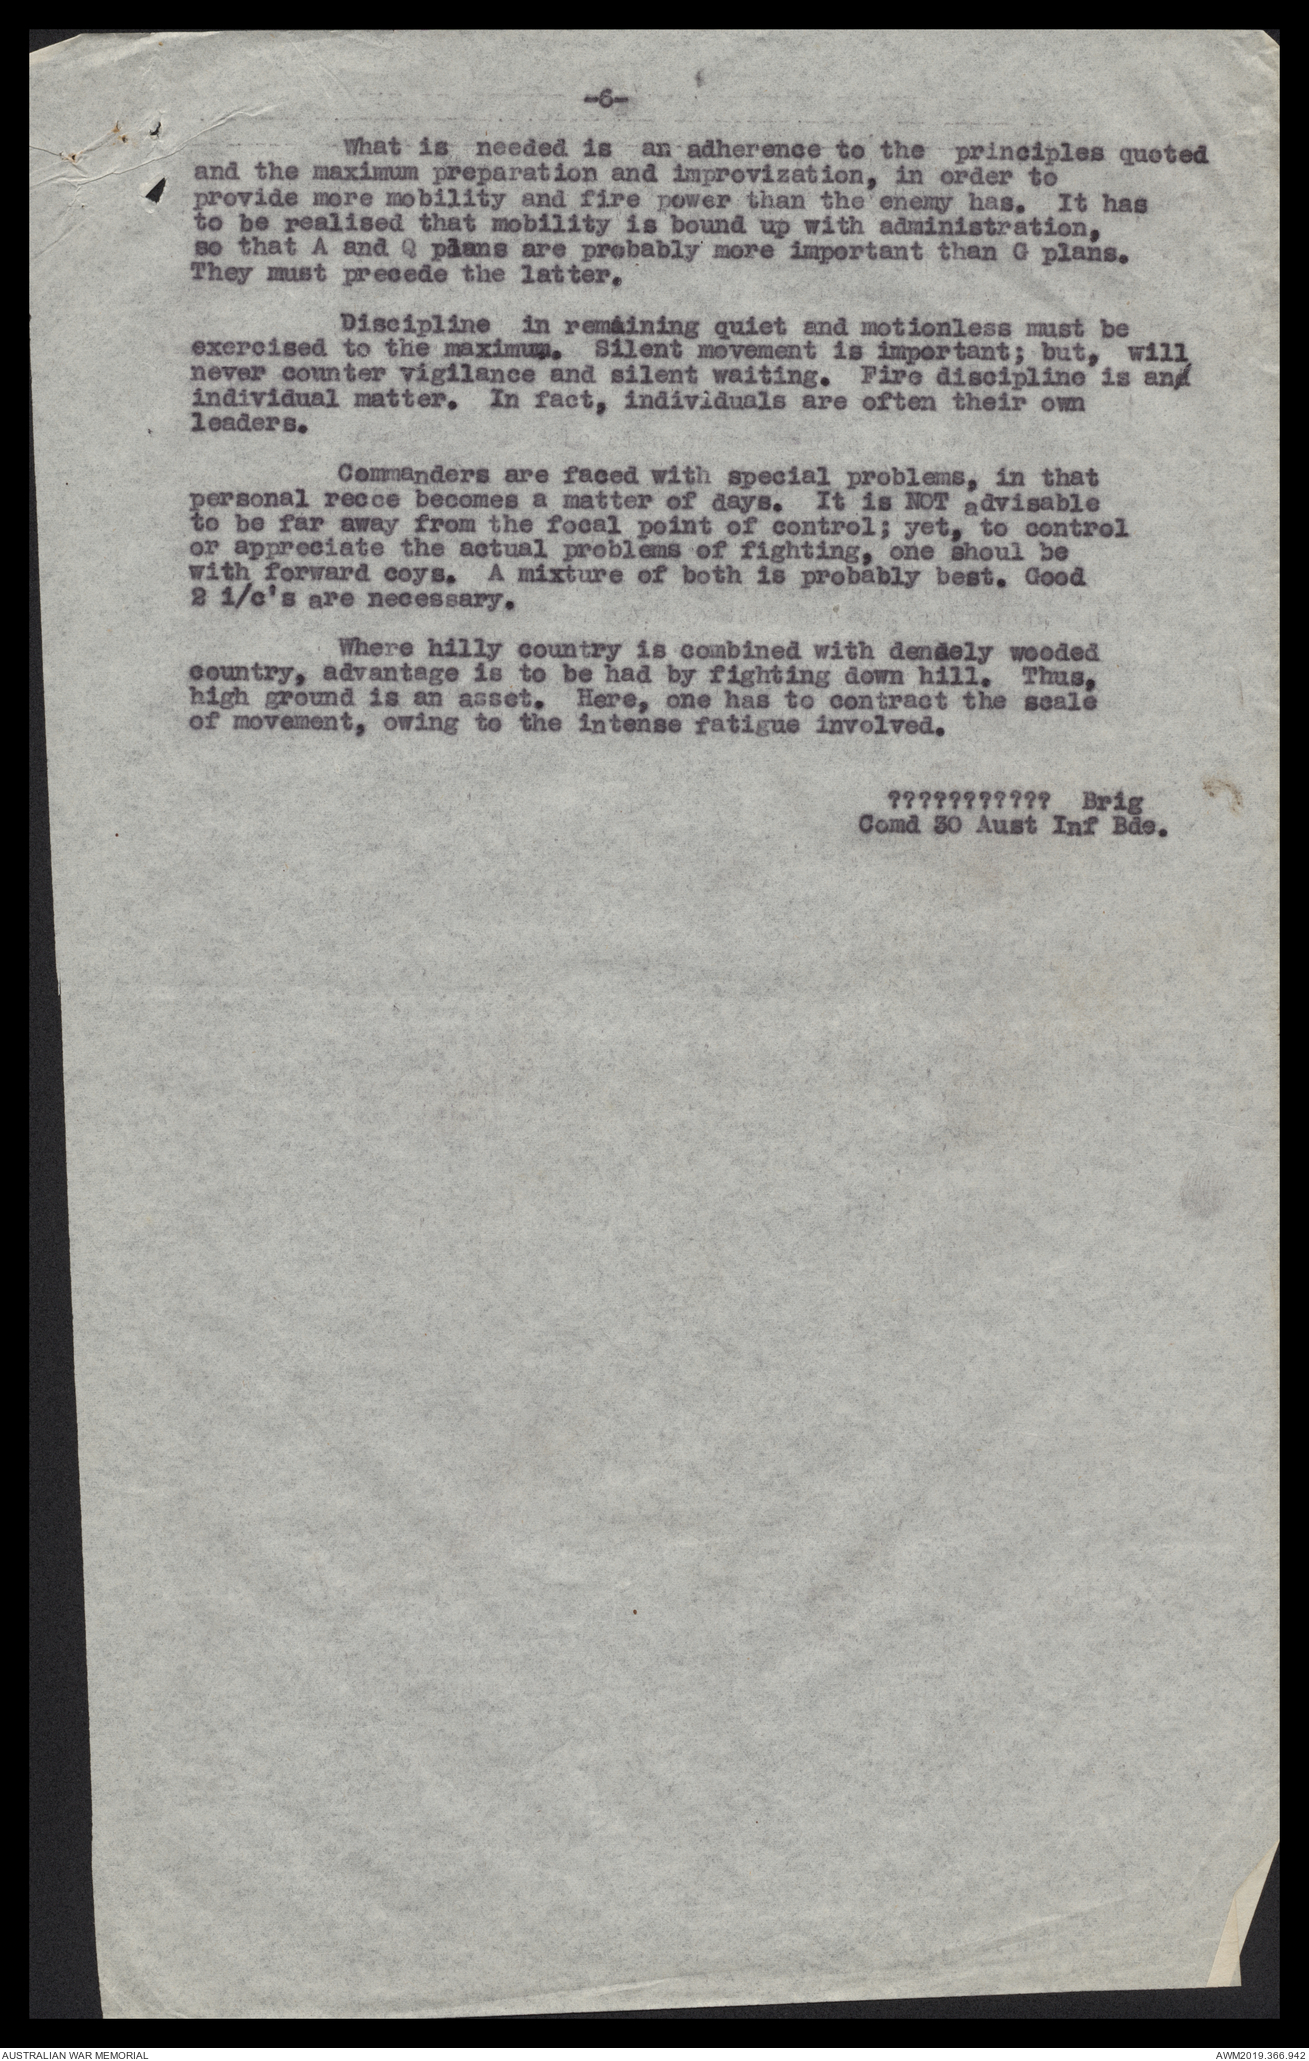 -6-
What is needed is an adherence to the principles quoted
and the maximum preparation and improvization, in order to
provide more mobility and fire power than the enemy has. It has
to be realised that mobility is bound up with administration,
so that A and Q plans are probably more important than G plans.
They must precede the latter.
Discipline in remaining quiet and motionless must be
exercised to the maximum. Silent movement is important; but, will
never counter vigilance and silent waiting. Fire discipline is an
individual matter. In fact, individuals are often their own
leaders.
Commanders are faced with special problems, in that
personal recce becomes a matter of days. It is NOT advisable
to be far away from the focal point of control; yet, to control
or appreciate the actual problems of fighting, one shoul be
with forward coys. A mixture of both is probably best. Good
2 i/c's are necessary.
Where hilly country is combined with densely wooded
country, advantage is to be had by fighting down hill. Thus,
high ground is an asset. Here, one has to contract the scale
of movement, owing to the intense fatigue involved.
??????????? Brig
Comd 30 Aust Inf Bde.
AUSTRALIAN WAR MEMORIAL
AWM2019.366.942